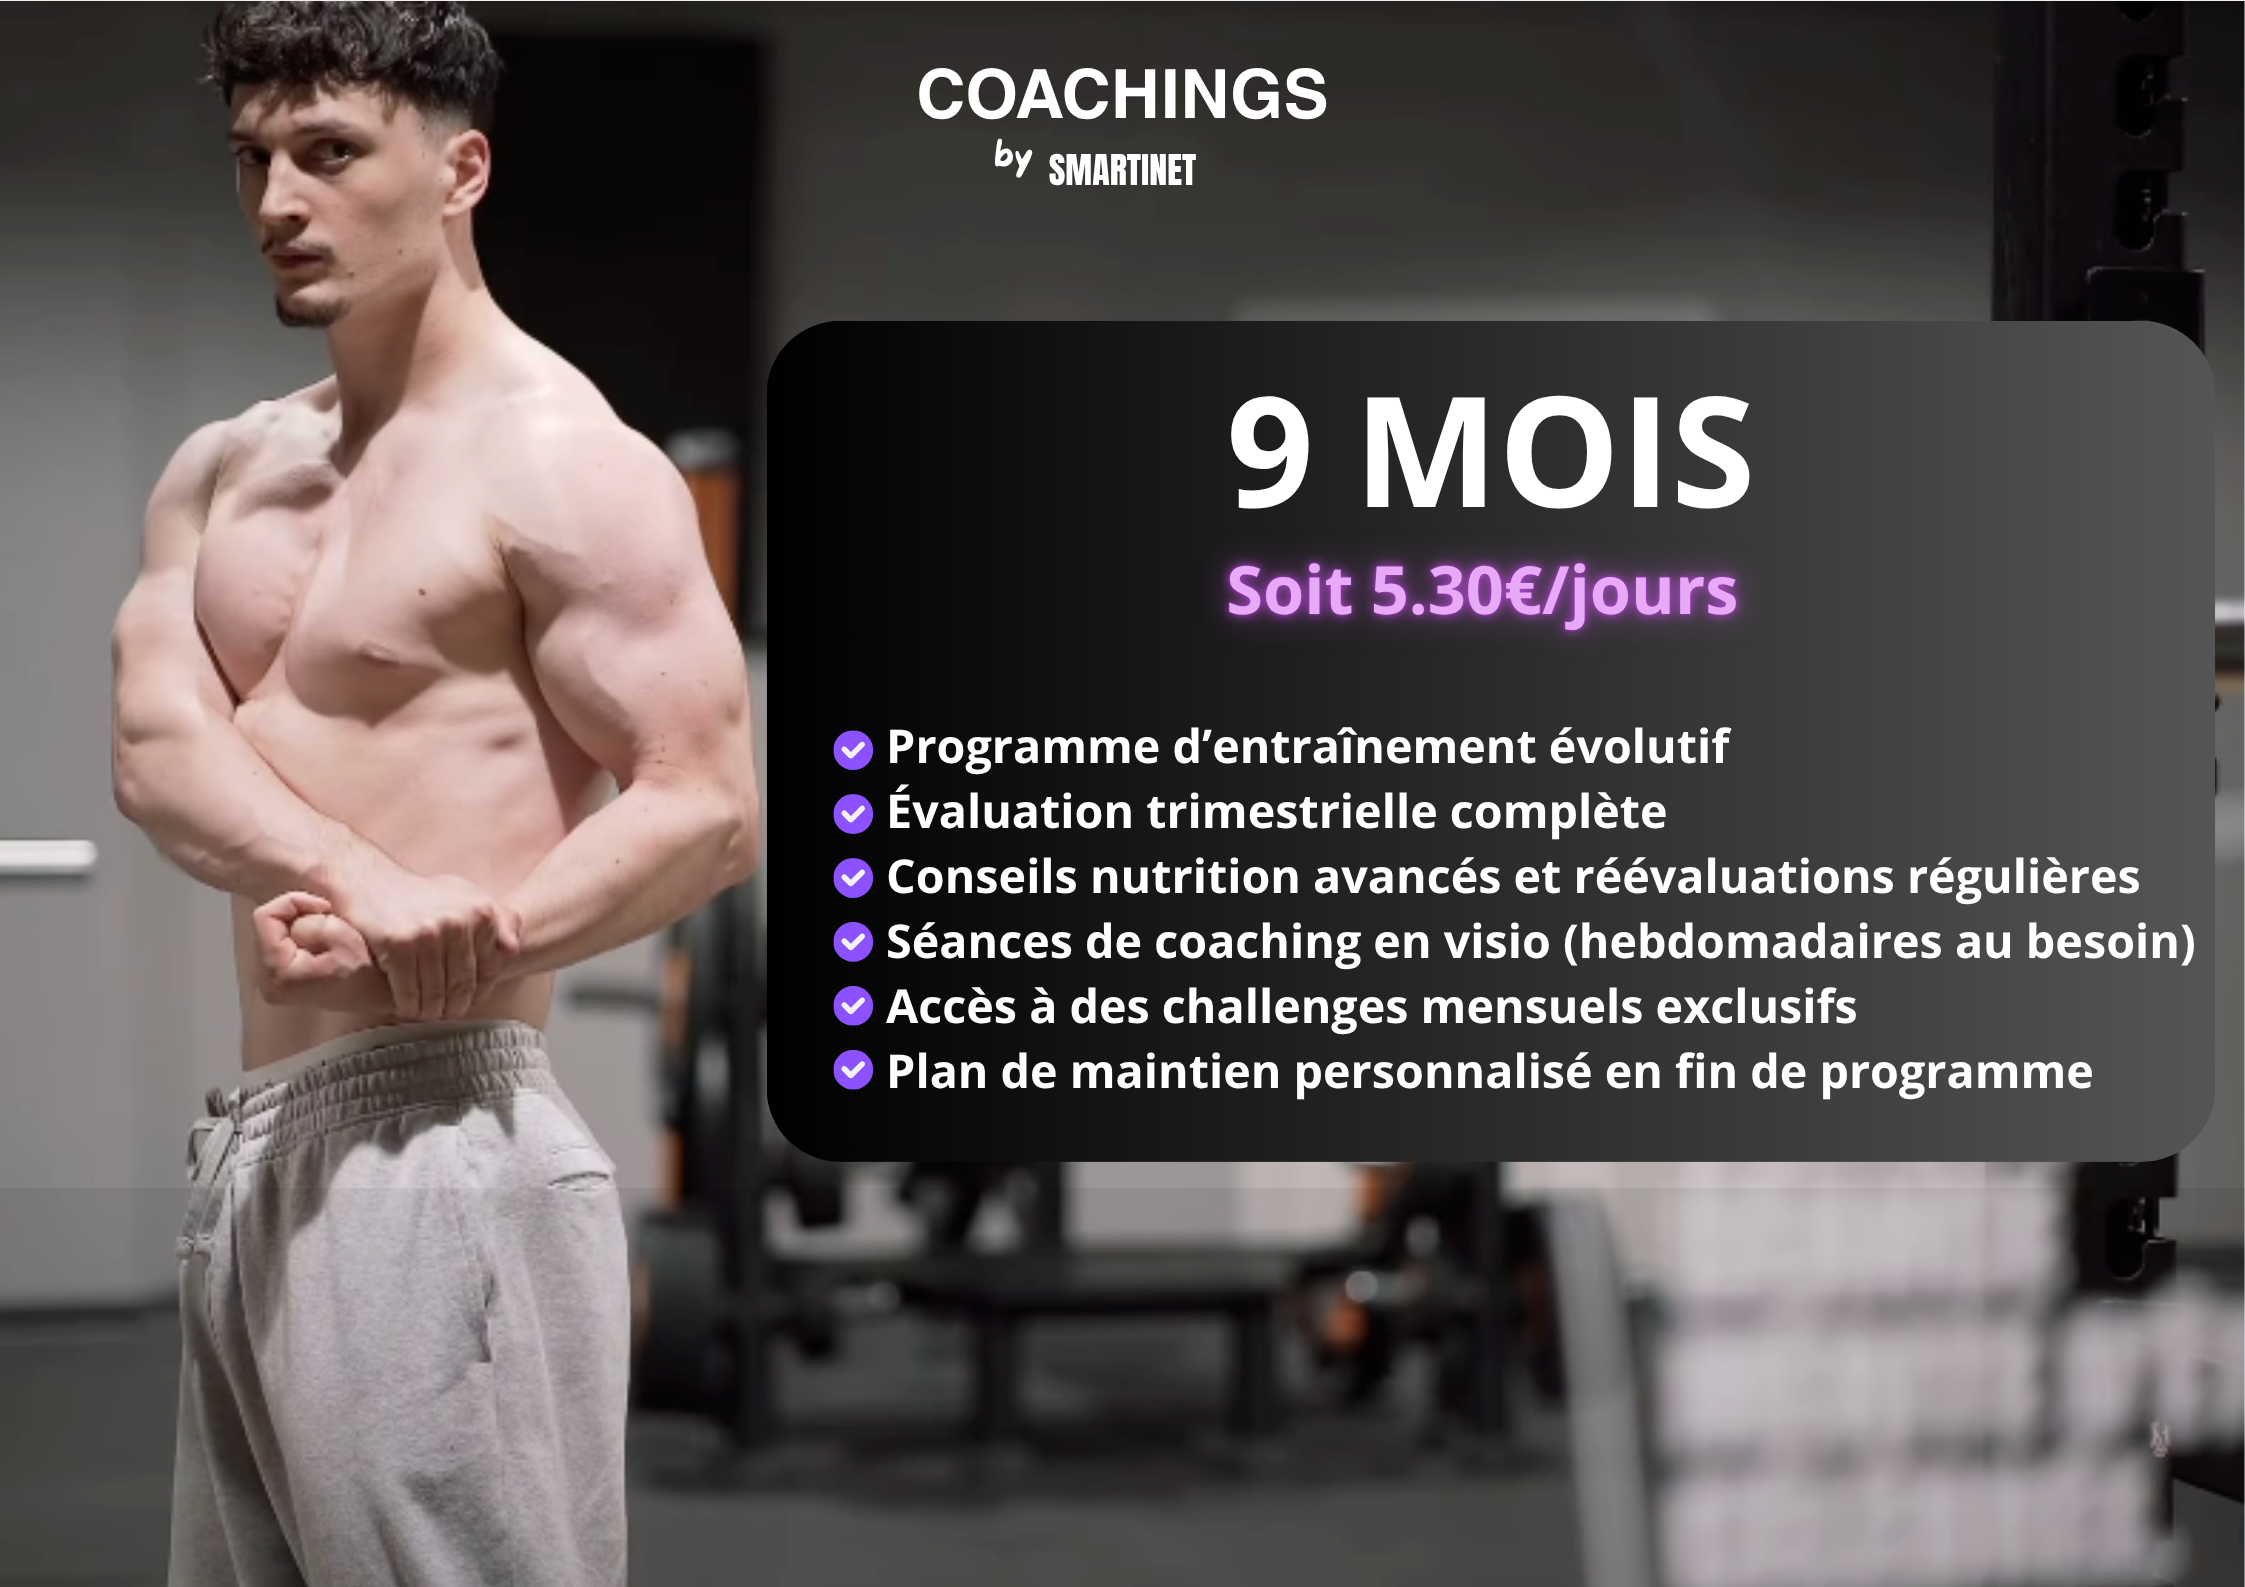 COACHINGS
by SMARTINET
9 MOIS
Soit 5.30€/jours
Programme d’entraînement évolutif
Évaluation trimestrielle complète
Conseils nutrition avancés et réévaluations régulières
Séances de coaching en visio (hebdomadaires au besoin)
Accès à des challenges mensuels exclusifs
Plan de maintien personnalisé en fin de programme